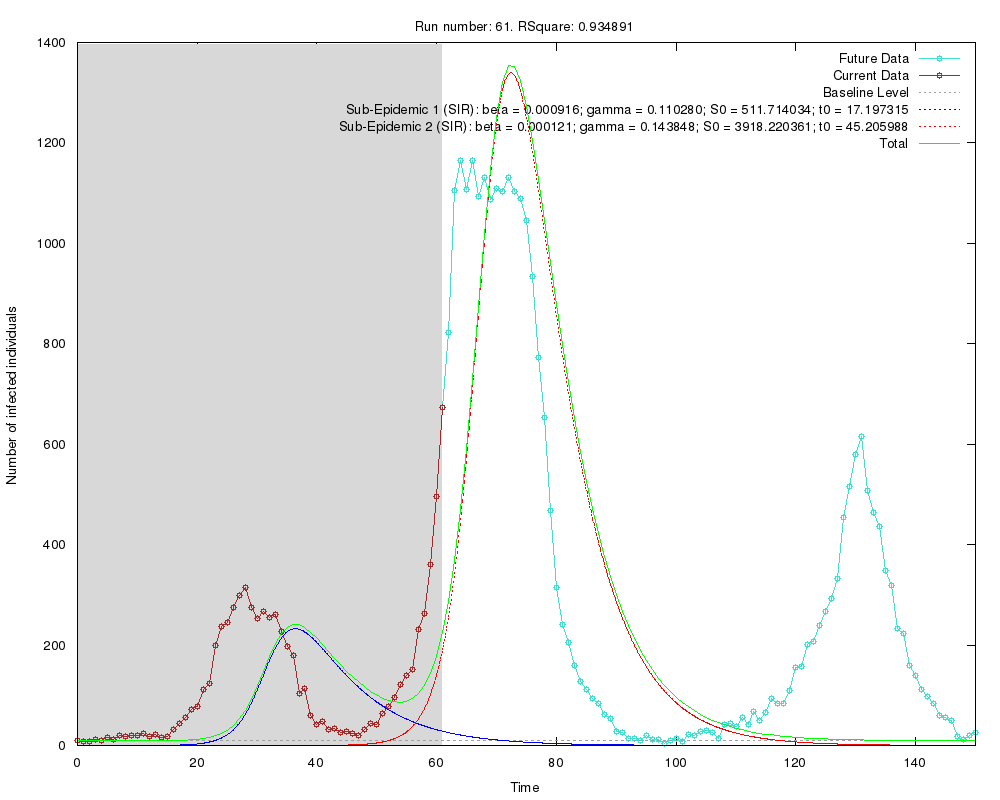 Run number: 61. RSquare: 0.934891
1400
1200
1000
800
600
400
200
0
Number of infected individuals
Future Data
Current Data
Baseline Level
Sub-Epidemic 1 (SIR): beta = 0.000916; gamma = 0.110280; S0 = 511.714034; t0 = 17.197315
Sub-Epidemic 2 (SIR): beta = 0.000121; gamma = 0.143848; S0 = 3918.220361; t0 = 45.205988
Total
0 20 40 60 80 100 120 140
Time